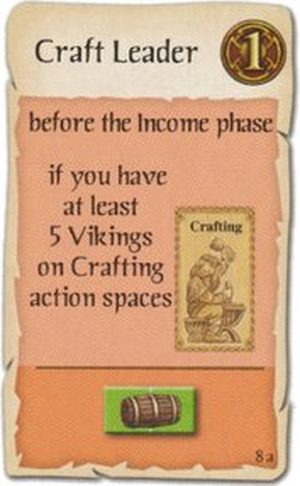 Craft Leader 1
before the Income phase
if you have
at least
5 Vikings
on Crafting
action spaces
Crafting
8 a